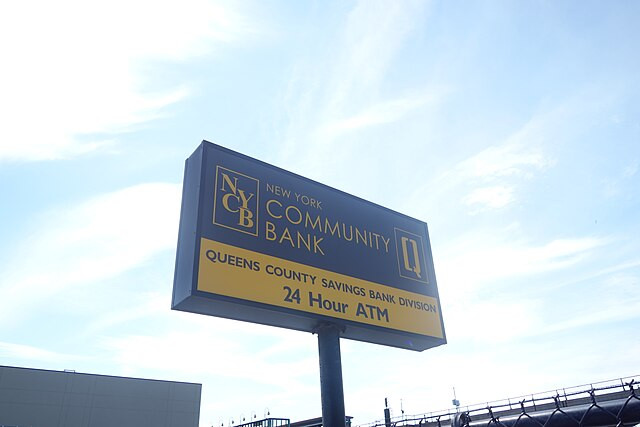 NYCB
NEW YORK
COMMUNITY
BANK
Q
QUEENS COUNTY SAVINGS BANK DIVISION
24 Hour ATM